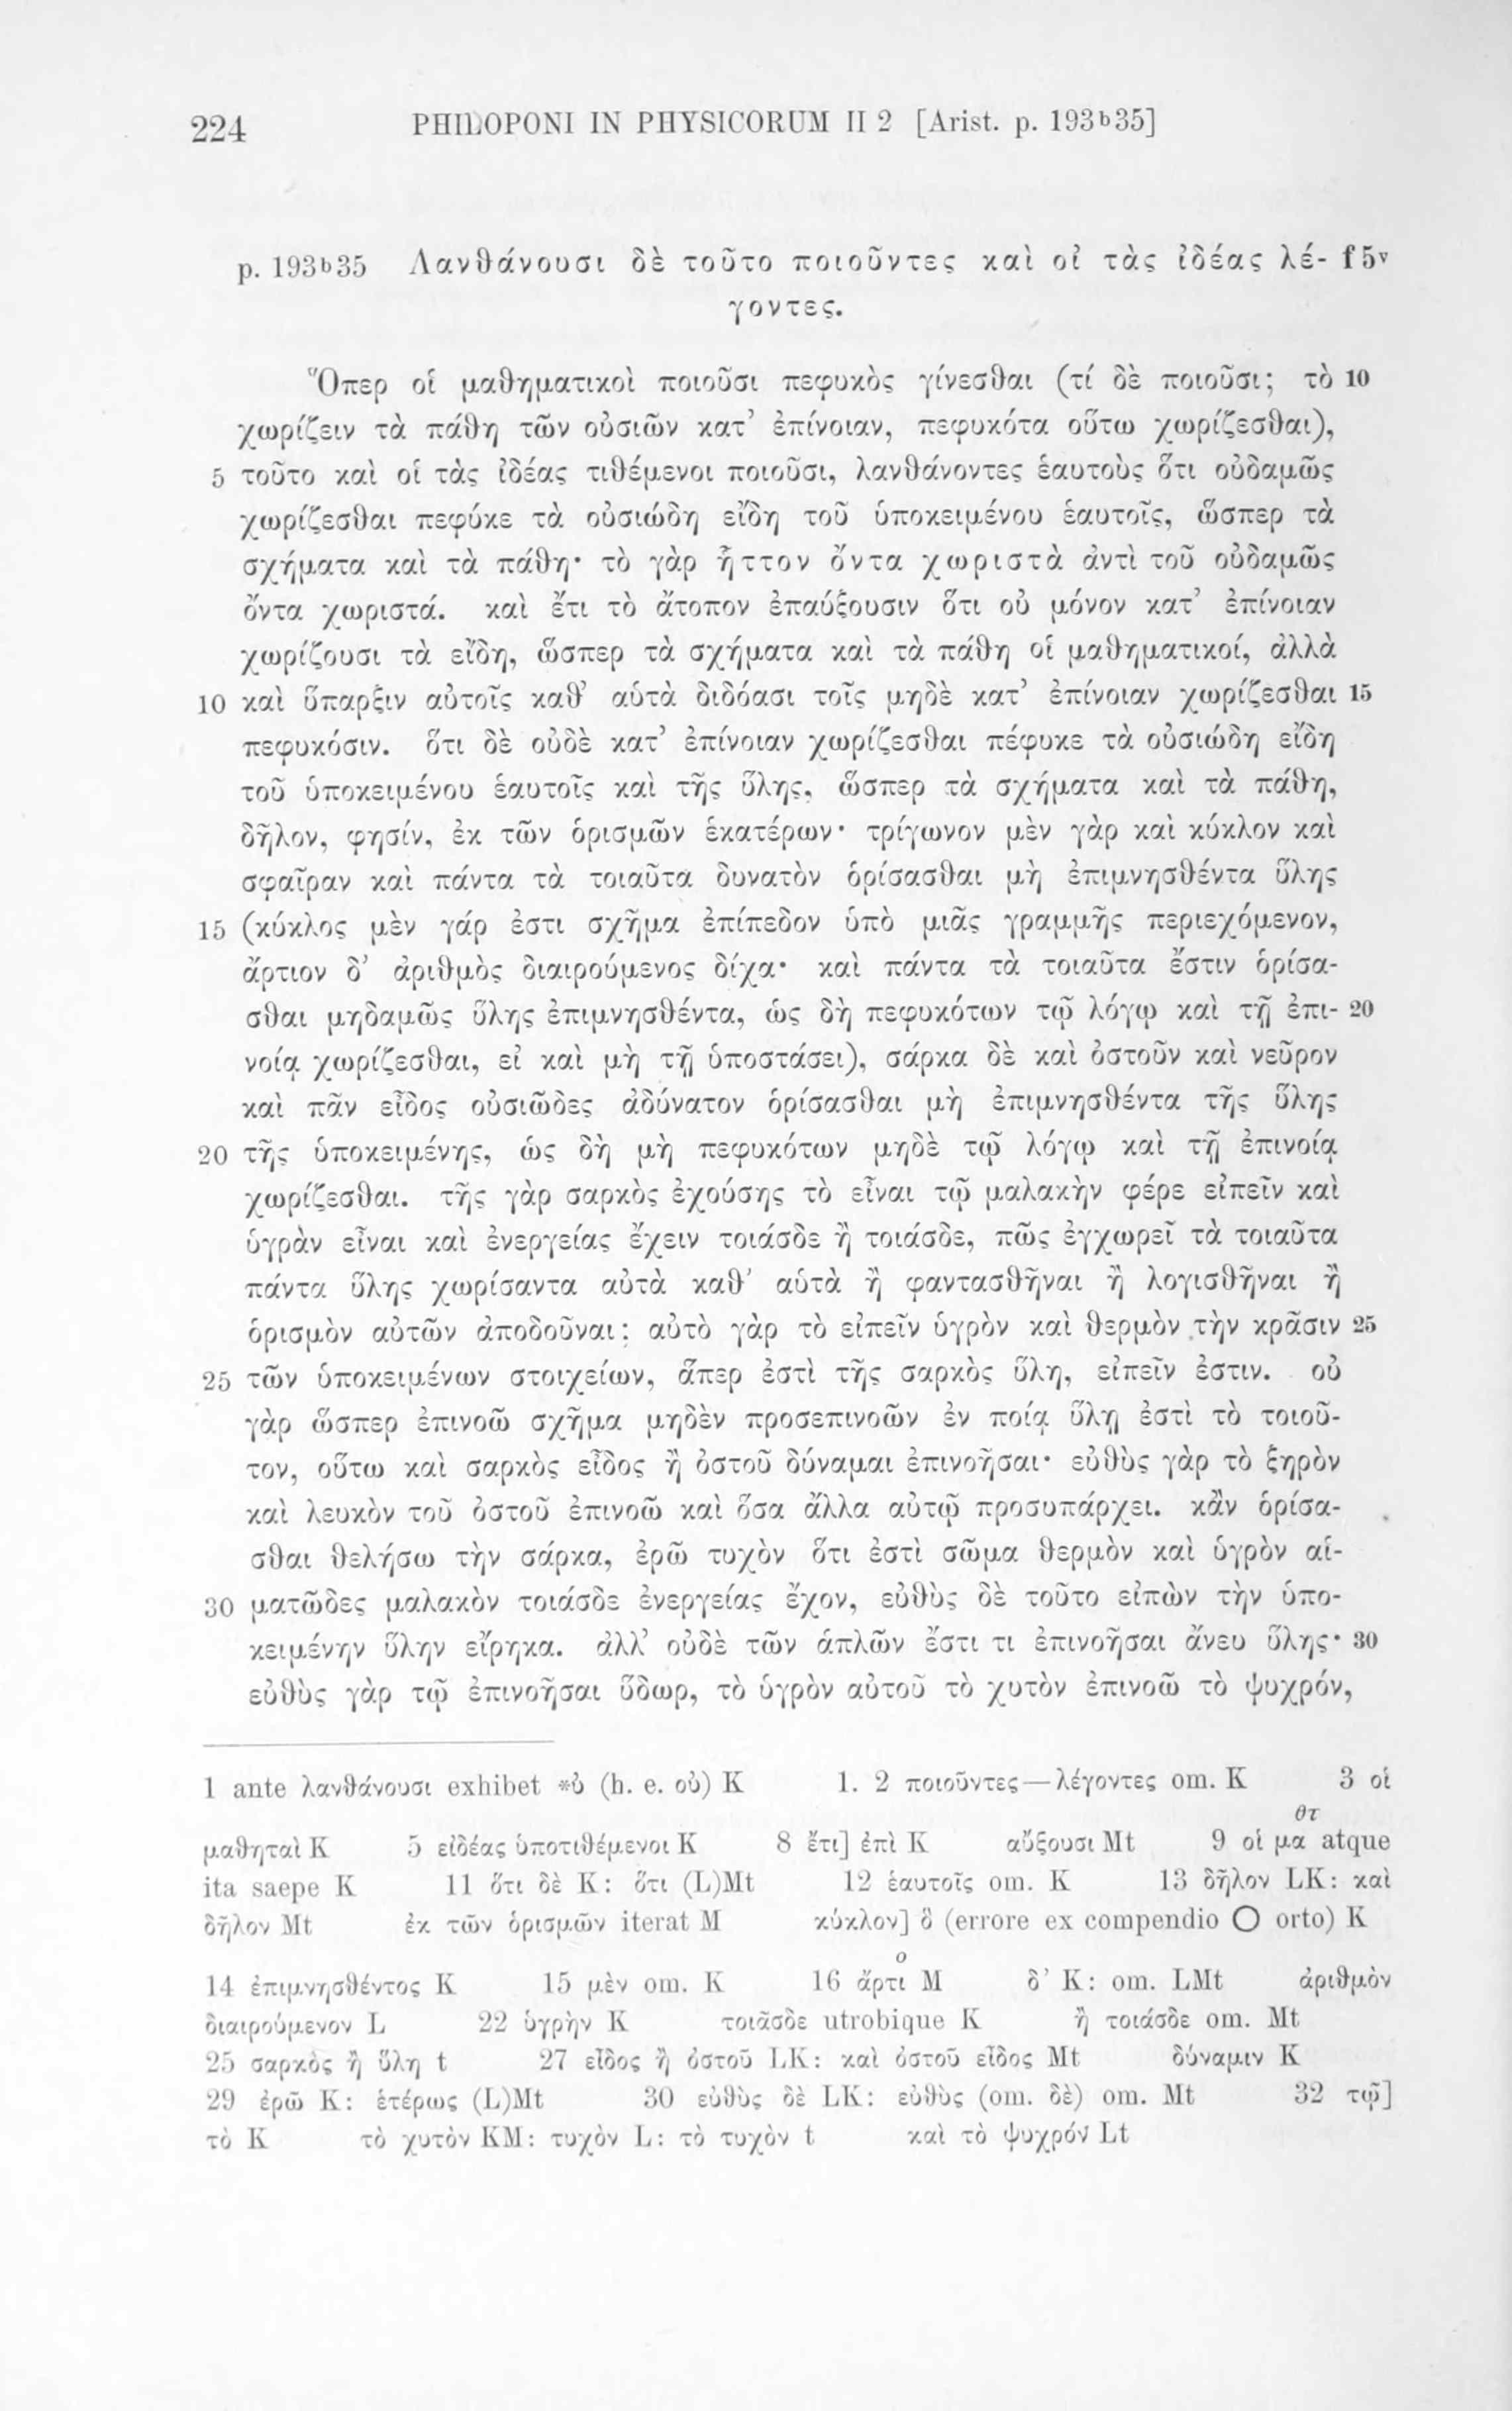 224 PHILOPONI IN PHYSICORUM II 2 [Arist. p. 193b35]
p. 193b35 Λανθάνουσι δὲ τοῦτο ποιοῦντες καὶ οἱ τὰς ἰδέας λέ- f 5v
γοντες.
Ὅπερ οἱ μαθηματικοὶ ποιοῦσι πεφυκὸς γίνεσθαι (τί δὲ ποιοῦσι; τὸ 10
χωρίζειν τὰ πάθη τῶν οὐσιῶν κατ’ ἐπίνοιαν, πεφυκότα οὕτω χωρίζεσθαι),
5 τοῦτο καὶ οἱ τὰς ἰδέας τιθέμενοι ποιοῦσι, λανθάνοντες ἑαυτοὺς ὅτι οὐδαμῶς
χωρίζεσθαι πεφύκε τὰ οὐσιώδη εἴδη τοῦ ὑποκειμένου ἑαυτοῖς, ὥσπερ τὰ
σχήματα καὶ τὰ πάθη· τὸ γὰρ ἧττον ὄντα χωριστὰ ἀντὶ τοῦ οὐδαμῶς
ὄντα χωριστά. καὶ ἔτι τὸ ἄτοπον ἐπαύξουσιν ὅτι οὐ μόνον κατ’ ἐπίνοιαν
χωρίζουσι τὰ εἴδη, ὥσπερ τὰ σχήματα καὶ τὰ πάθη οἱ μαθηματικοί, ἀλλὰ
10 καὶ ὕπαρξιν αὐτοῖς καθ’ αὑτὰ διδόασι τοῖς μηδὲ κατ’ ἐπίνοιαν χωρίζεσθαι 15
πεφυκόσιν. ὅτι δὲ οὐδὲ κατ’ ἐπίνοιαν χωρίζεσθαι πέφυκε τὰ οὐσιώδη εἴδη
τοῦ ὑποκειμένου ἑαυτοῖς καὶ τῆς ὕλης, ὥσπερ τὰ σχήματα καὶ τὰ πάθη,
δῆλον, φησίν, ἐκ τῶν ὁρισμῶν ἑκατέρων· τρίγωνον μὲν γὰρ καὶ κύκλον καὶ
σφαῖραν καὶ πάντα τὰ τοιαῦτα δυνατὸν ὁρίσασθαι μὴ ἐπιμνησθέντα ὕλης
15 (κύκλος μὲν γάρ ἐστι σχῆμα ἐπίπεδον ὑπὸ μιᾶς γραμμῆς περιεχόμενον,
ἄρτιον δ’ ἀριθμὸς διαιρούμενος δίχα· καὶ πάντα τὰ τοιαῦτα ἔστιν ὁρίσα-
σθαι μηδαμῶς ὕλης ἐπιμνησθέντα, ὡς δὴ πεφυκότων τῷ λόγῳ καὶ τῇ ἐπι- 20
νοίᾳ χωρίζεσθαι, εἰ καὶ μὴ τῇ ὑποστάσει), σάρκα δὲ καὶ ὀστοῦν καὶ νεῦρον
καὶ πᾶν εἶδος οὐσιῶδες ἀδύνατον ὁρίσασθαι μὴ ἐπιμνησθέντα τῆς ὕλης
20 τῆς ὑποκειμένης, ὡς δὴ μὴ πεφυκότων μηδὲ τῷ λόγῳ καὶ τῇ ἐπινοίᾳ
χωρίζεσθαι. τῆς γὰρ σαρκὸς ἐχούσης τὸ εἶναι τῷ μαλακὴν φέρε εἰπεῖν καὶ
ὑγρὰν εἶναι καὶ ἐνεργείας ἔχειν τοιάσδε ἢ τοιάσδε, πῶς ἐγχωρεῖ τὰ τοιαῦτα
πάντα ὕλης χωρίσαντα αὐτὰ καθ’ αὑτὰ ἢ φαντασθῆναι ἢ λογισθῆναι ἢ
ὁρισμὸν αὐτῶν ἀποδοῦναι; αὐτὸ γὰρ τὸ εἰπεῖν ὑγρὸν καὶ θερμὸν τὴν κρᾶσιν 25
25 τῶν ὑποκειμένων στοιχείων, ἅπερ ἐστὶ τῆς σαρκὸς ὕλη, εἰπεῖν ἐστιν. οὐ
γὰρ ὥσπερ ἐπινοῶ σχῆμα μηδὲν προσεπινοῶν ἐν ποίᾳ ὕλῃ ἐστὶ τὸ τοιοῦ-
τον, οὕτω καὶ σαρκὸς εἶδος ἢ ὀστοῦ δύναμαι ἐπινοῆσαι· εὐθὺς γὰρ τὸ ξηρὸν
καὶ λευκὸν τοῦ ὀστοῦ ἐπινοῶ καὶ ὅσα ἄλλα αὐτῷ προσυπάρχει. κἂν ὁρίσα-
σθαι θελήσω τὴν σάρκα, ἐρῶ τυχὸν ὅτι ἐστὶ σῶμα θερμὸν καὶ ὑγρὸν αἱ-
30 ματῶδες μαλακὸν τοιάσδε ἐνεργείας ἔχον, εὐθὺς δὲ τοῦτο εἰπὼν τὴν ὑπο-
κειμένην ὕλην εἴρηκα. ἀλλ’ οὐδὲ τῶν ἁπλῶν ἔστι τι ἐπινοῆσαι ἄνευ ὕλης· 30
εὐθὺς γὰρ τῷ ἐπινοῆσαι ὕδωρ, τὸ ὑγρὸν αὐτοῦ τὸ χυτὸν ἐπινοῶ τὸ ψυχρόν,
1 ante λανθάνουσι exhibet *ὐ (h. e. οὐ) K 1. 2 ποιοῦντες—λέγοντες om. K 3 οἱ
μαθηταὶ K 5 εἰδέας ὑποτιθέμενοι K 8 ἔτι] ἐπὶ K αὔξουσι Mt 9 οἱ μα θτ atque
ita saepe K 11 ὅτι δὲ K: ὅτι (L)Mt 12 ἑαυτοῖς om. K 13 δῆλον LK: καὶ
δῆλον Mt ἐκ τῶν ὁρισμῶν iterat M κύκλον] ὃ (errore ex compendio O orto) K
14 ἐπιμνησθέντος K 15 μὲν om. K 16 ἄρτι ο M δ’ K: om. LMt ἀριθμὸν
διαιρούμενον L 22 ὑγρὴν K τοιᾶσδε utrobique K ἢ τοιάσδε om. Mt
25 σαρκὸς ἢ ὕλη t 27 εἶδος ἢ ὀστοῦ LK: καὶ ὀστοῦ εἶδος Mt δύναμιν K
29 ἐρῶ K: ἑτέρως (L)Mt 30 εὐθὺς δὲ LK: εὐθὺς (om. δὲ) om. Mt 32 τῷ]
τὸ K τὸ χυτὸν KM: τυχὸν L: τὸ τυχὸν t καὶ τὸ ψυχρόν Lt